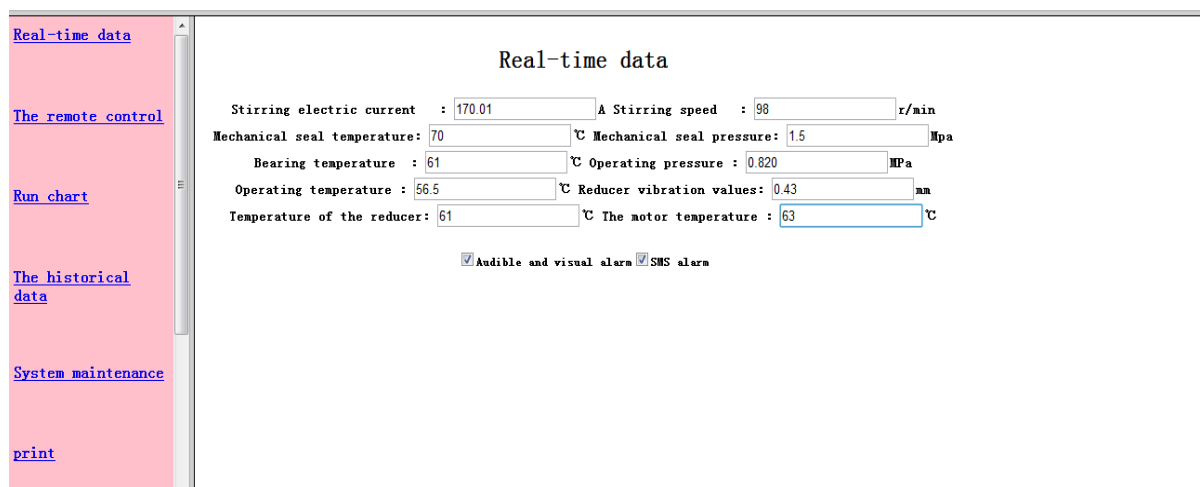 Real-time data
The remote control
Run chart
The historical
data
System maintenance
print
Real-time data
Stirring electric current : 170.01 A Stirring speed : 98 r/min
Mechanical seal temperature: 70 ℃ Mechanical seal pressure: 1.5 Mpa
Bearing temperature : 61 ℃ Operating pressure : 0.820 MPa
Operating temperature : 56.5 ℃ Reducer vibration values: 0.43 mm
Temperature of the reducer: 61 ℃ The motor temperature : 63 ℃
Audible and visual alarm SMS alarm